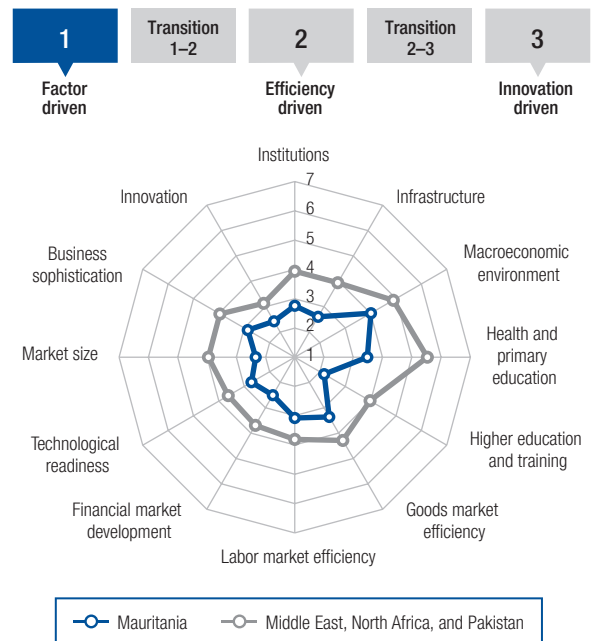 1
Transition
1–2
2
Transition
2–3
3
Factor
driven
Efficiency
driven
Innovation
driven
Institutions
7
6
5
4
3
2
1
Infrastructure
Macroeconomic
environment
Health and
primary
education
Higher education
and training
Goods market
efficiency
Labor market efficiency
Financial market
development
Technological
readiness
Market size
Business
sophistication
Innovation
Mauritania
Middle East, North Africa, and Pakistan